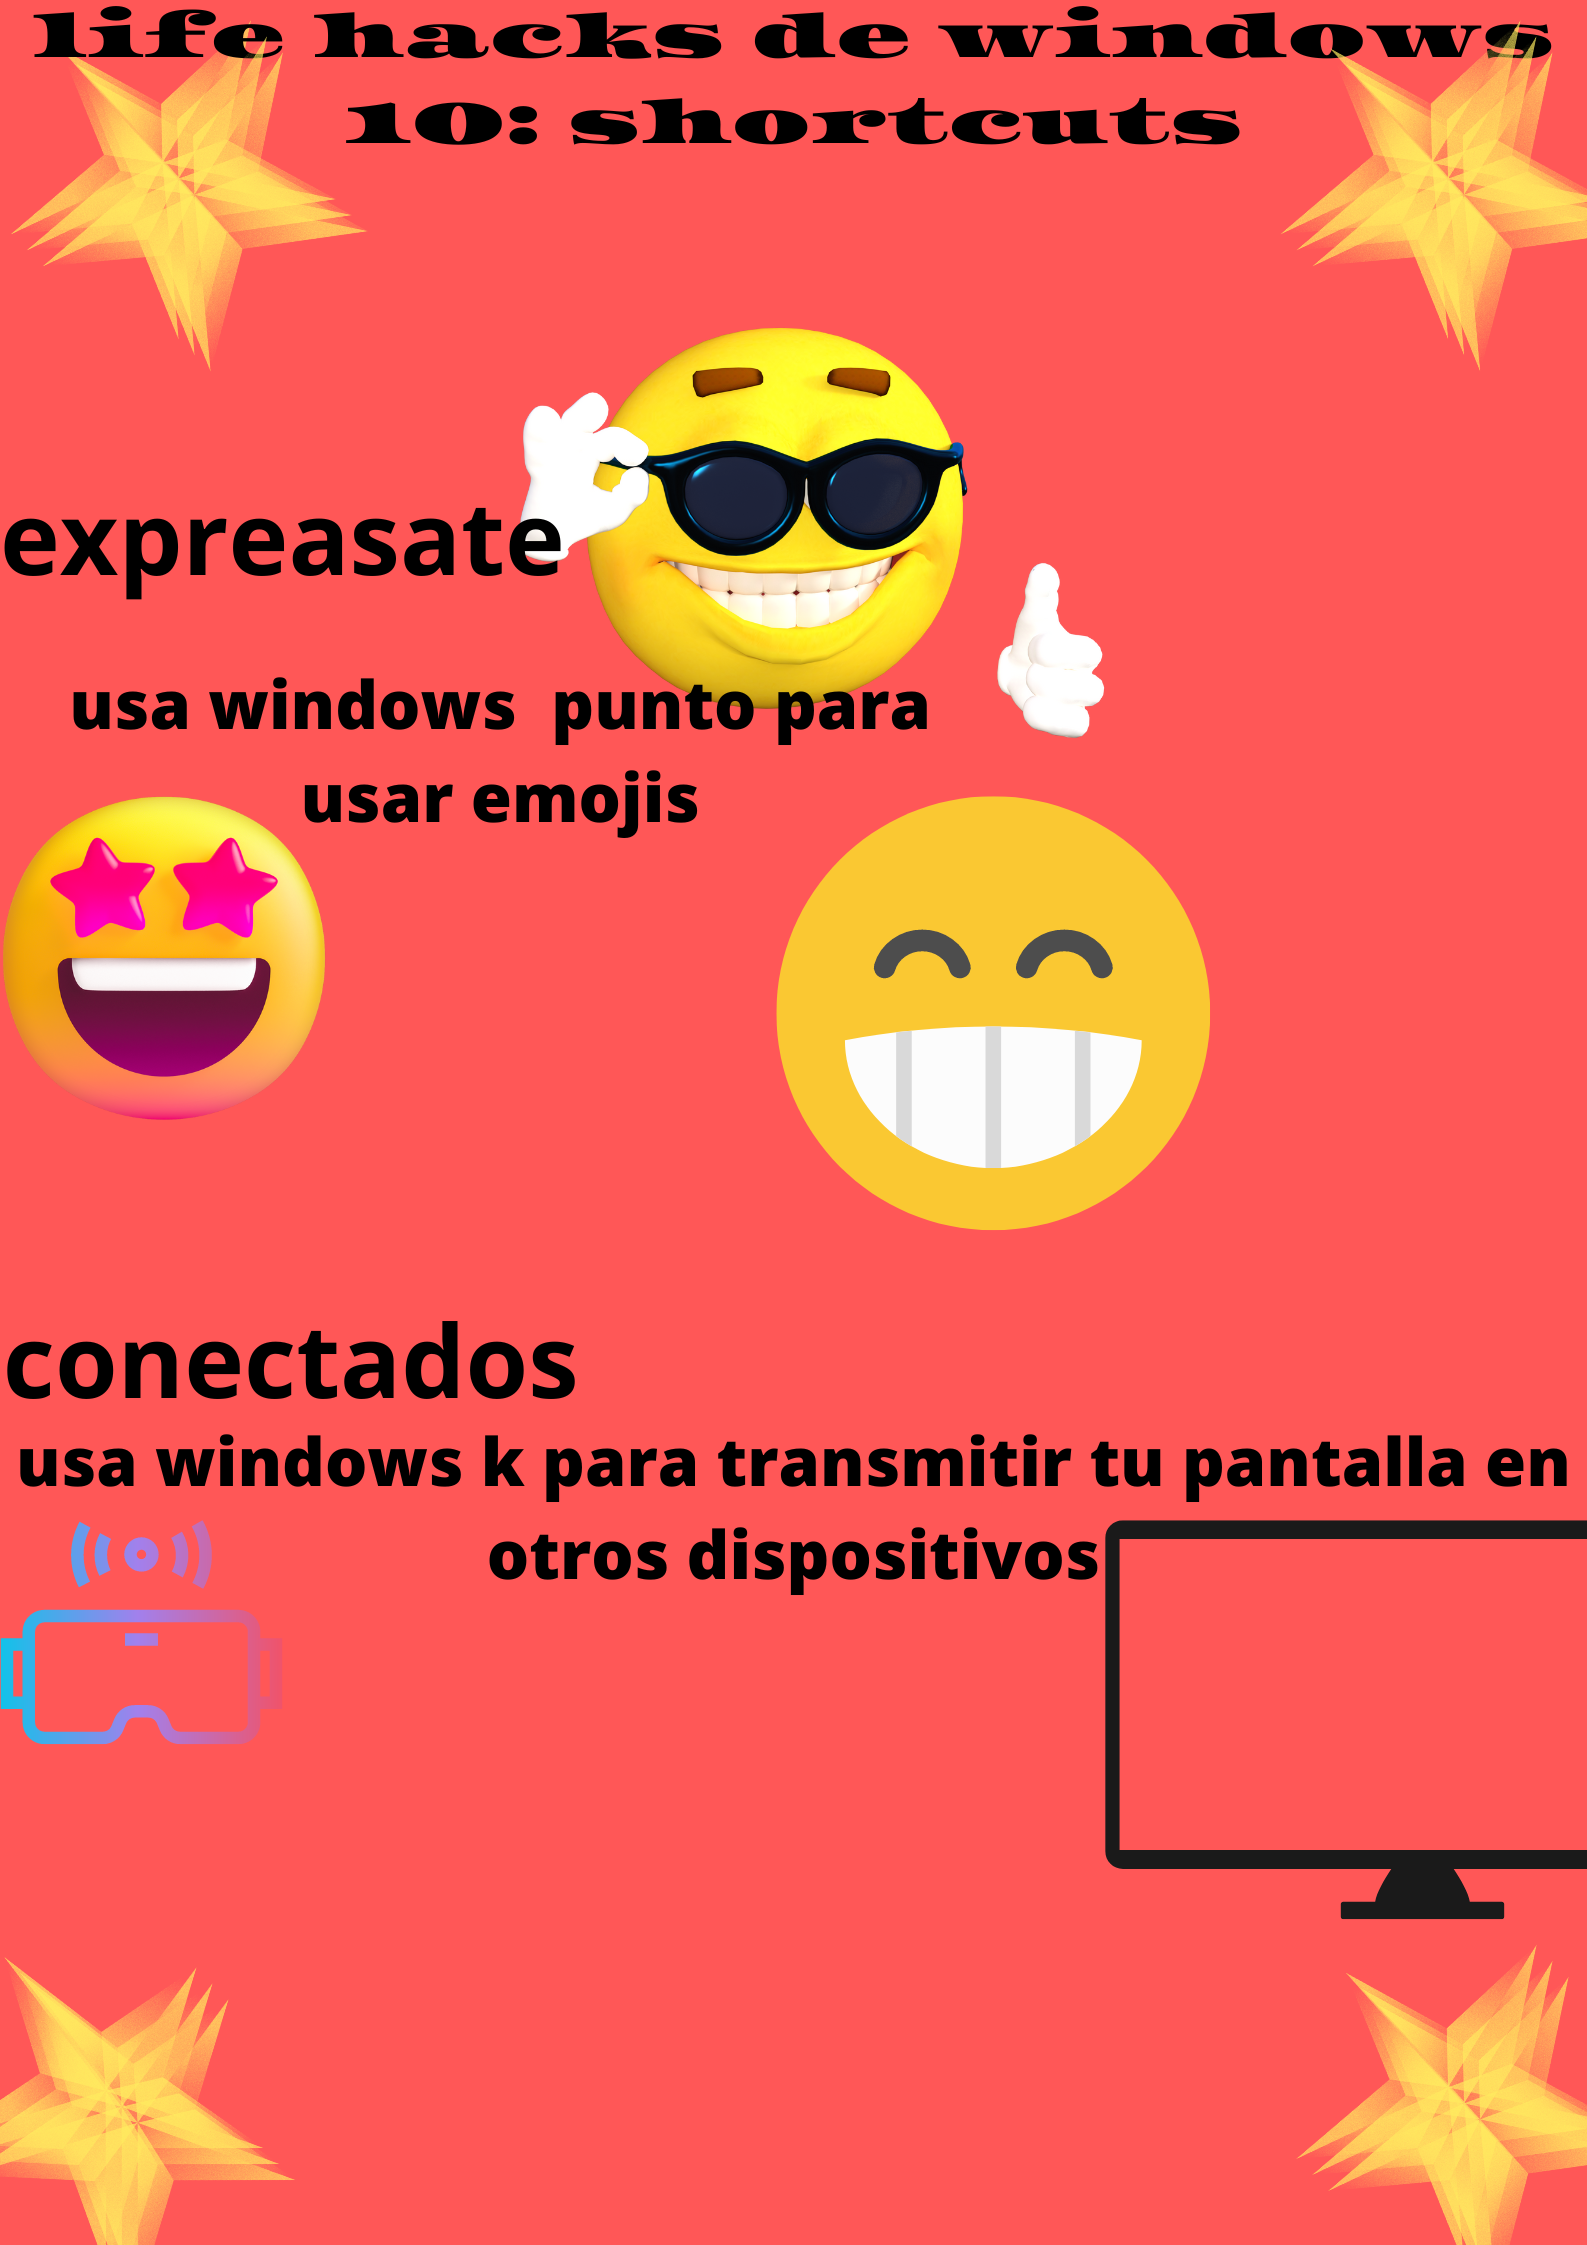 life hacks de windows
10: shortcuts
expreasate
usa windows  punto para
usar emojis
conectados
usa windows k para transmitir tu pantalla en
otros dispositivos